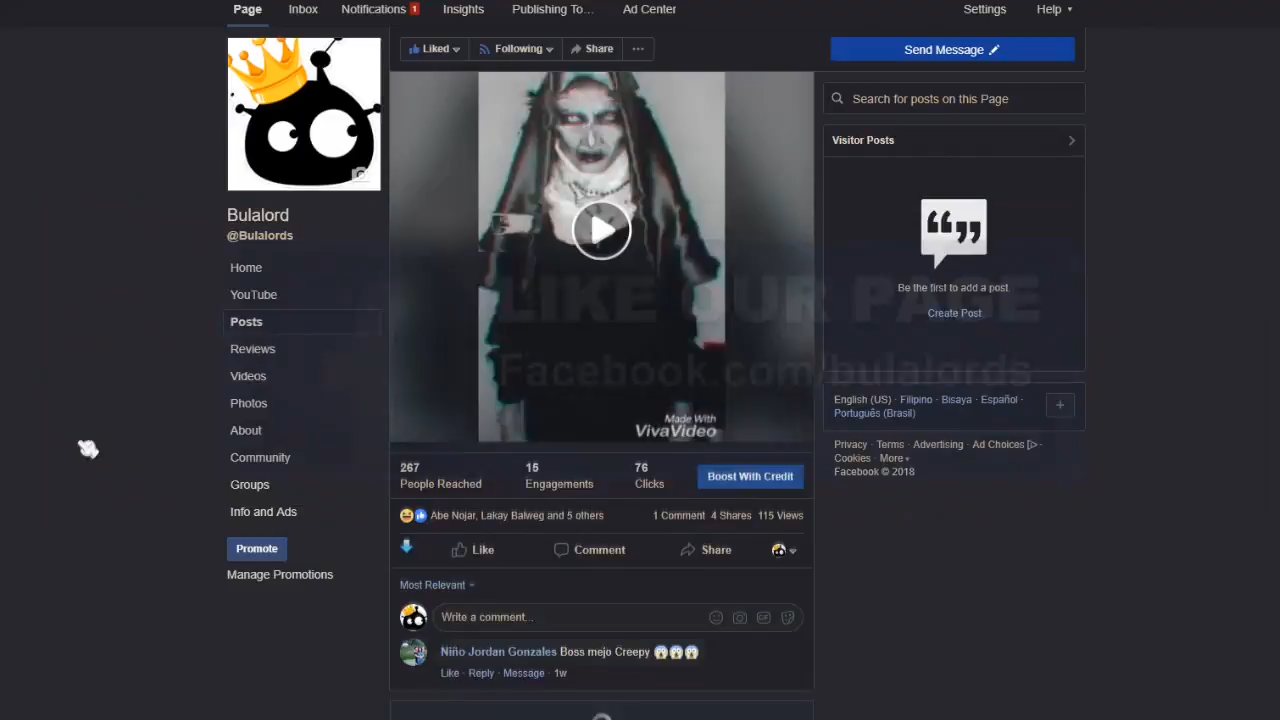 Page Inbox Notifications 1 Insights Publishing To... Ad Center Settings Help
Liked Following Share ...
Send Message
Search for posts on this Page
Visitor Posts
Be the first to add a post.
Create Post
English (US) · Filipino · Bisaya · Español ·
Português (Brasil)
Privacy · Terms · Advertising · Ad Choices ·
Cookies · More
Facebook © 2018
Bulalord
@Bulalords
Home
YouTube
Posts
Reviews
Videos
Photos
About
Community
Groups
Info and Ads
Promote
Manage Promotions
LIKE OUR PAGE
Facebook.com/bulalords
Made With
VivaVideo
267 15 76
People Reached Engagements Clicks
Boost With Credit
Abe Nojar, Lakay Balweg and 5 others 1 Comment 4 Shares 115 Views
Like Comment Share
Most Relevant
Write a comment...
GIF
Niño Jordan Gonzales Boss mejo Creepy 😱😱😱
Like · Reply · Message · 1w